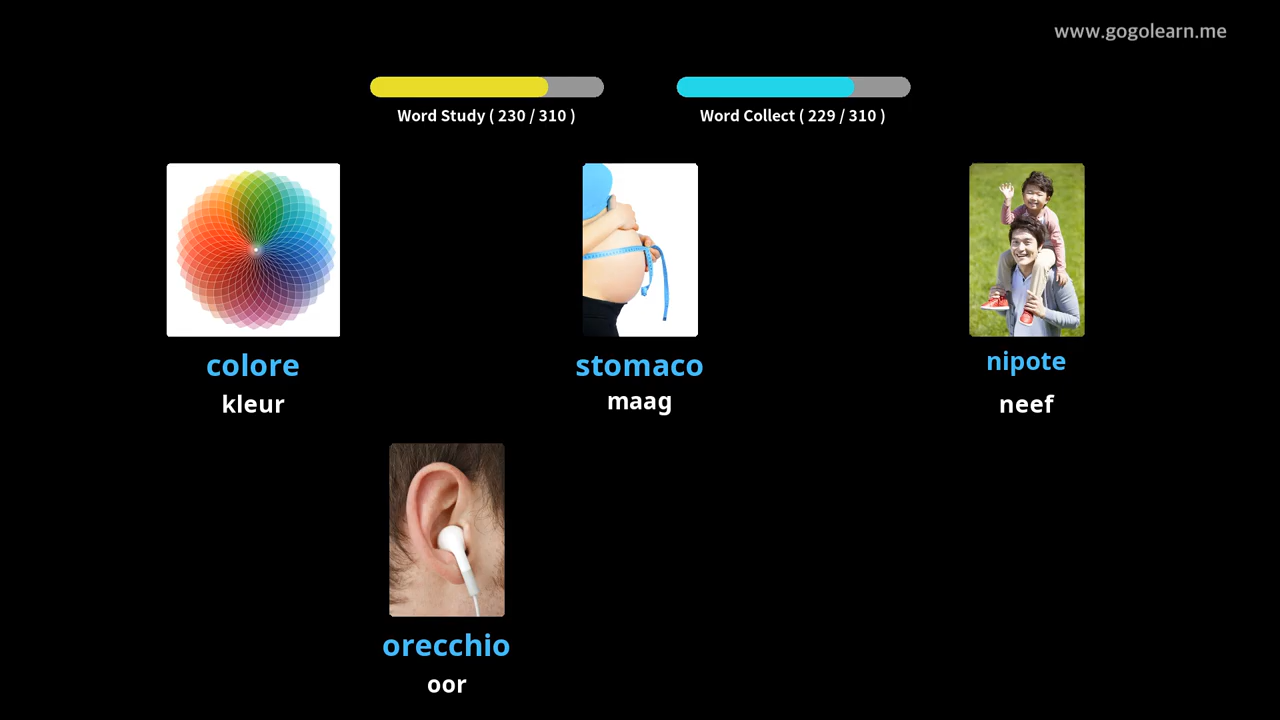 www.gogolearn.me
Word Study ( 230 / 310 )
Word Collect ( 229 / 310 )
colore
stomaco
nipote
kleur
maag
neef
orecchio
oor